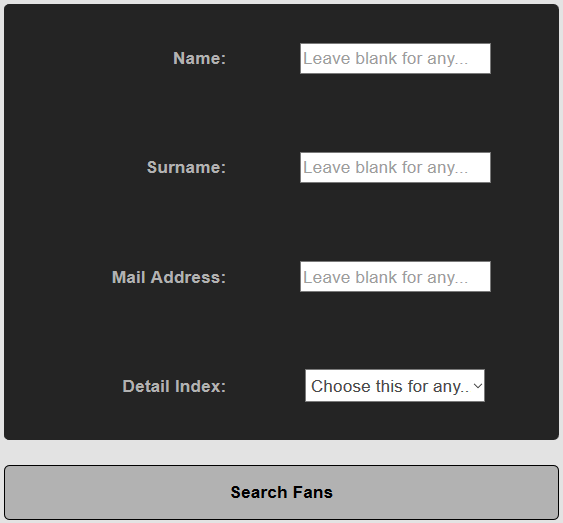 Name: Leave blank for any...
Surname: Leave blank for any...
Mail Address: Leave blank for any...
Detail Index: Choose this for any..
Search Fans